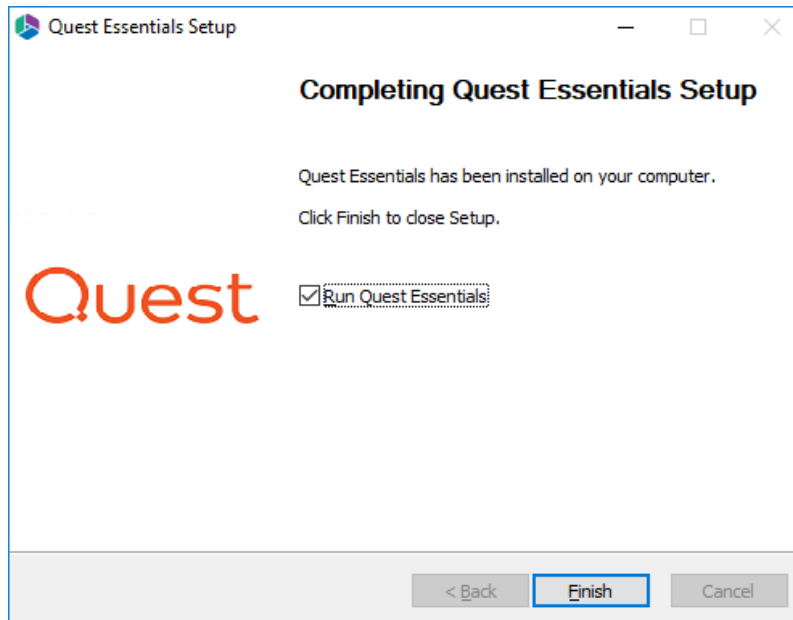 Quest Essentials Setup
Completing Quest Essentials Setup
Quest Essentials has been installed on your computer.
Click Finish to close Setup.
Quest
Run Quest Essentials
< Back
Finish
Cancel